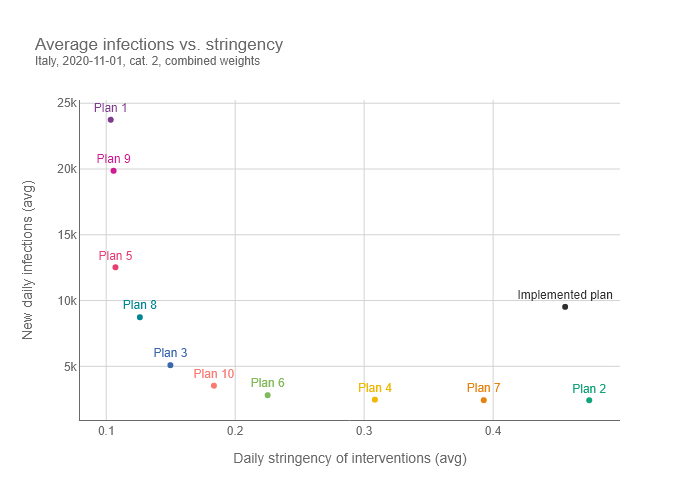 Average infections vs. stringency
Italy, 2020-11-01, cat. 2, combined weights
25k
Plan 1
20k
Plan 9
15k
Plan 5
10k
Plan 8
Implemented plan
5k
Plan 3
Plan 10
Plan 6
Plan 4
Plan 7
Plan 2
New daily infections (avg)
0.1
0.2
0.3
0.4
Daily stringency of interventions (avg)